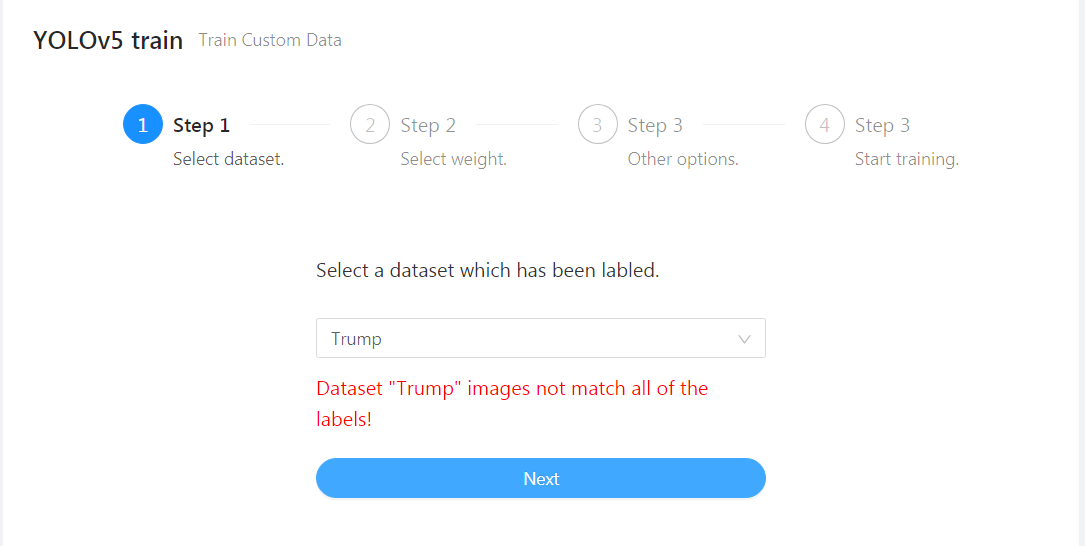 YOLOv5 train Train Custom Data
1 Step 1 2 Step 2 3 Step 3 4 Step 3
Select dataset. Select weight. Other options. Start training.
Select a dataset which has been labled.
Trump
Dataset "Trump" images not match all of the
labels!
Next